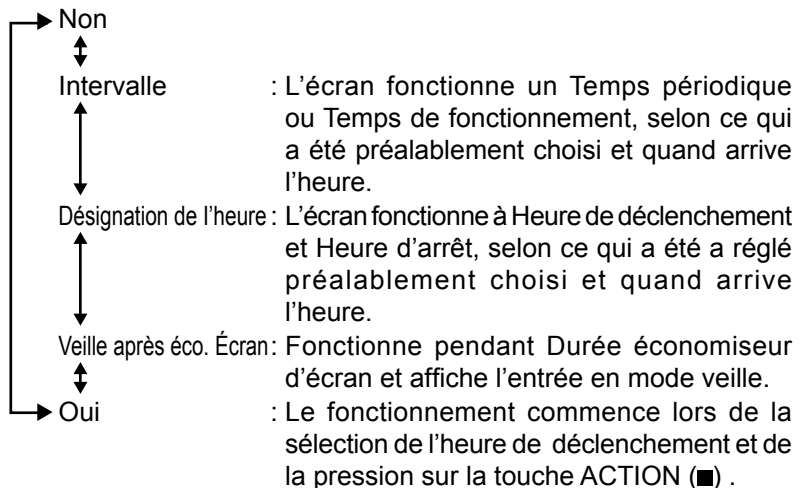 Non
Intervalle : L’écran fonctionne un Temps périodique
ou Temps de fonctionnement, selon ce qui
a été préalablement choisi et quand arrive
l’heure.
Désignation de l’heure : L’écran fonctionne à Heure de déclenchement
et Heure d’arrêt, selon ce qui a été a réglé
préalablement choisi et quand arrive
l’heure.
Veille après éco. Écran : Fonctionne pendant Durée économiseur
d’écran et affiche l’entrée en mode veille.
Oui : Le fonctionnement commence lors de la
sélection de l’heure de déclenchement et de
la pression sur la touche ACTION (■) .